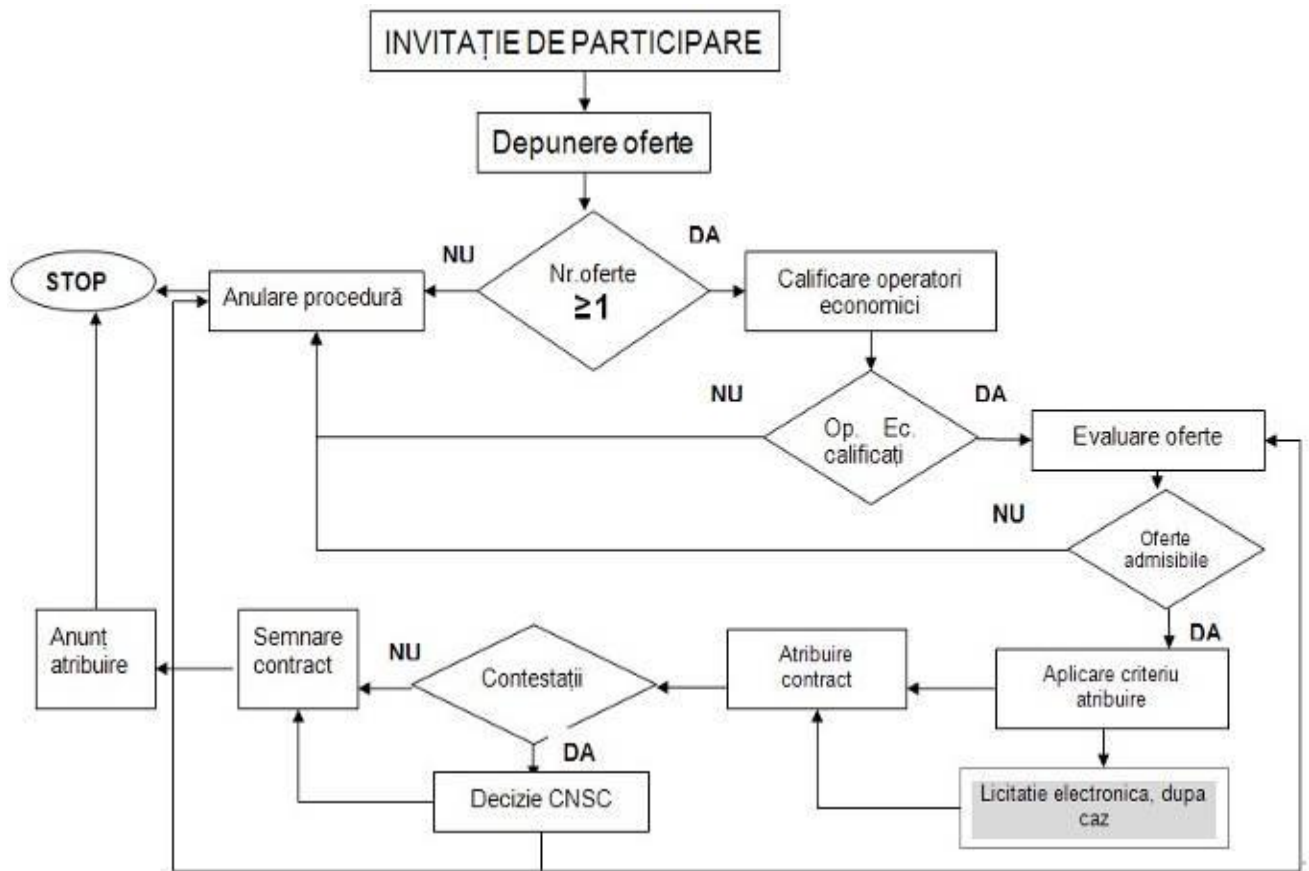 INVITAȚIE DE PARTICIPARE
Depunere oferte
NU
DA
Nr.oferte
≥1
STOP
Anulare procedură
Calificare operatori
economici
NU
DA
Op. Ec.
calificați
Evaluare oferte
NU
Oferte
admisibile
DA
Anunț
atribuire
Semnare
contract
NU
Contestații
Atribuire
contract
Aplicare criteriu
atribuire
DA
Decizie CNSC
Licitatie electronica, dupa
caz